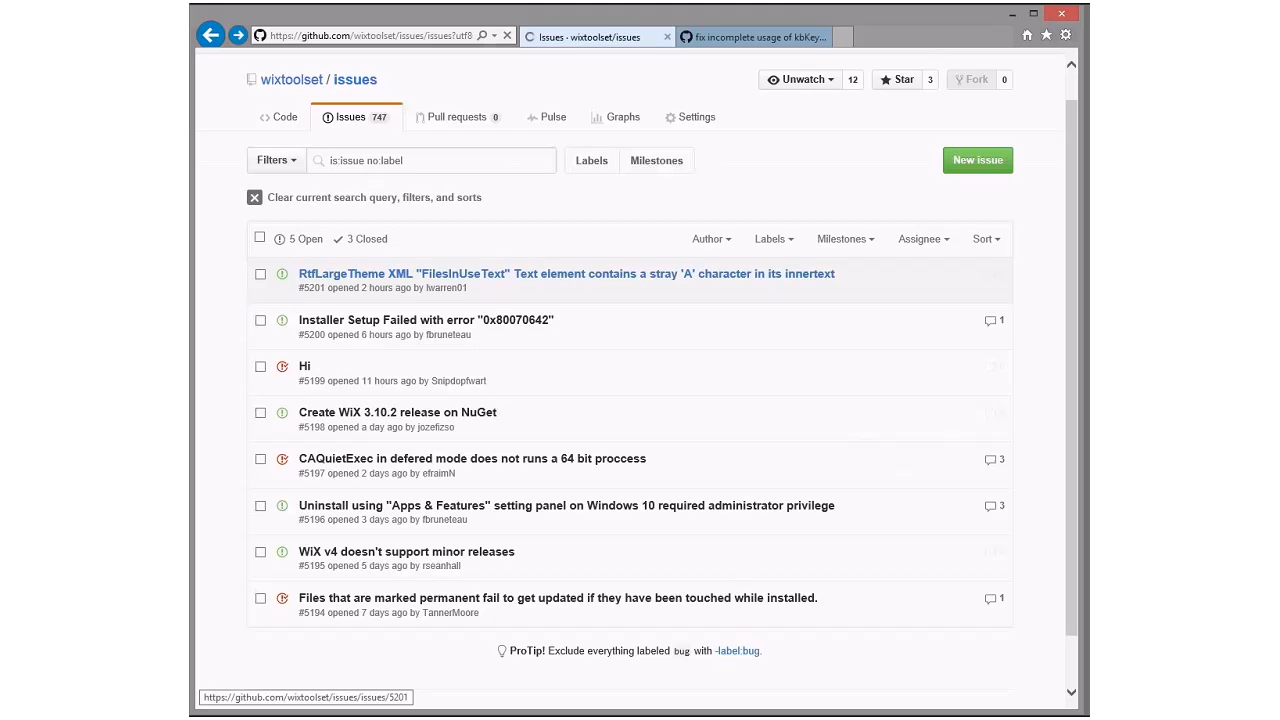 https://github.com/wixtoolset/issues/issues?utf8
Issues · wixtoolset/issues
fix incomplete usage of kbKey...
wixtoolset / issues
Unwatch 12
Star 3
Fork 0
Code
Issues 747
Pull requests 0
Pulse
Graphs
Settings
Filters
is:issue no:label
Labels
Milestones
New issue
Clear current search query, filters, and sorts
5 Open 3 Closed
Author Labels Milestones Assignee Sort
RtfLargeTheme XML "FilesInUseText" Text element contains a stray 'A' character in its innertext
#5201 opened 2 hours ago by lwarren01
Installer Setup Failed with error "0x80070642" 1
#5200 opened 6 hours ago by fbruneteau
Hi
#5199 opened 11 hours ago by Snipdopfwart
Create WiX 3.10.2 release on NuGet
#5198 opened a day ago by jozefizso
CAQuietExec in defered mode does not runs a 64 bit proccess 3
#5197 opened 2 days ago by efraimN
Uninstall using "Apps & Features" setting panel on Windows 10 required administrator privilege 3
#5196 opened 3 days ago by fbruneteau
WiX v4 doesn't support minor releases
#5195 opened 5 days ago by rseanhall
Files that are marked permanent fail to get updated if they have been touched while installed. 1
#5194 opened 7 days ago by TannerMoore
ProTip! Exclude everything labeled bug with -label:bug.
https://github.com/wixtoolset/issues/issues/5201